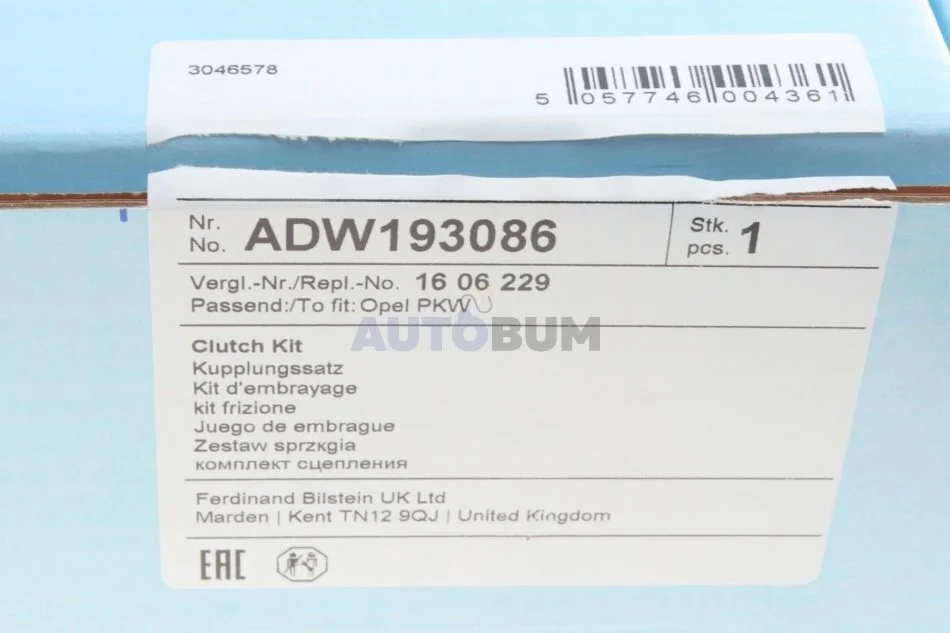 3046578
5 057746 004361
Nr.
No. ADW193086
Stk.
pcs. 1
Vergl.-Nr./Repl.-No. 16 06 229
Passend:/To fit: Opel PKW
AUTOBUM
Clutch Kit
Kupplungssatz
Kit d'embrayage
kit frizione
Juego de embrague
Zestaw sprzкgia
комплект сцепления
Ferdinand Bilstein UK Ltd
Marden | Kent TN12 9QJ | United Kingdom
EAC